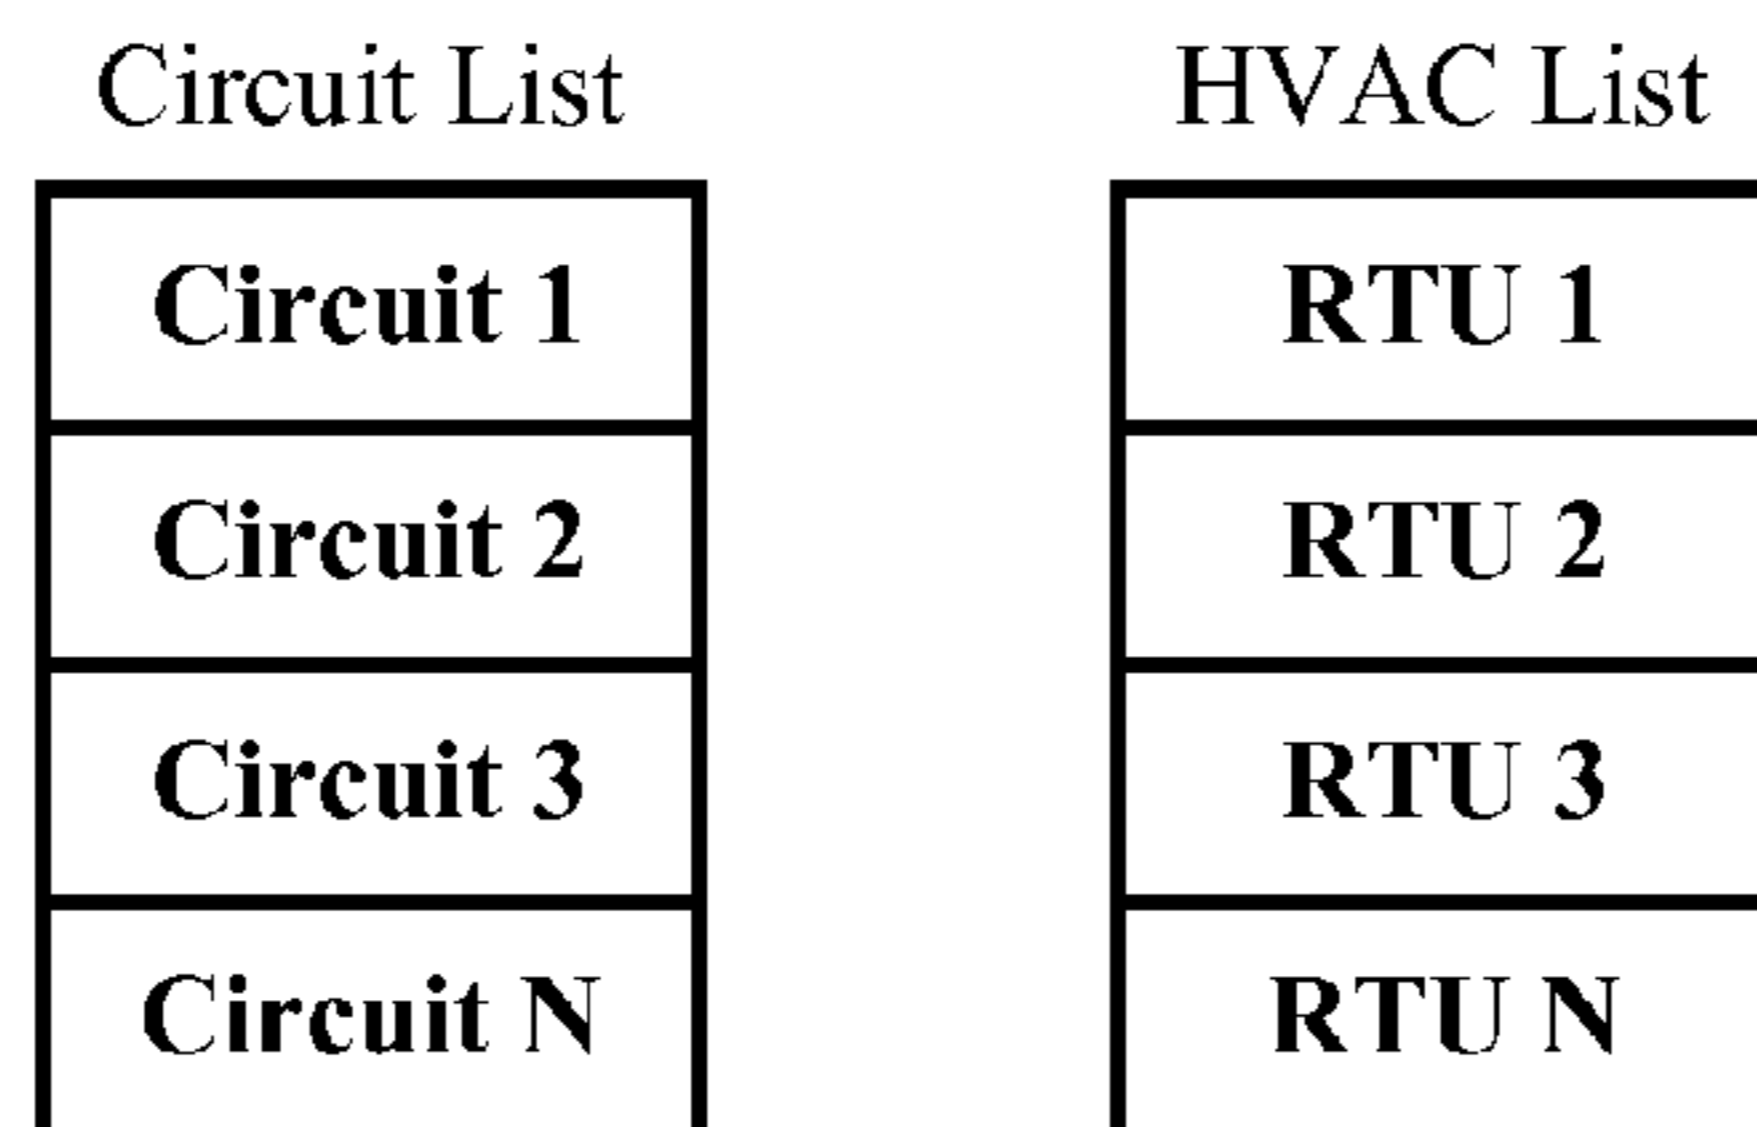 Circuit List
Circuit 1
Circuit 2
Circuit 3
Circuit N
HVAC List
RTU 1
RTU 2
RTU 3
RTU N